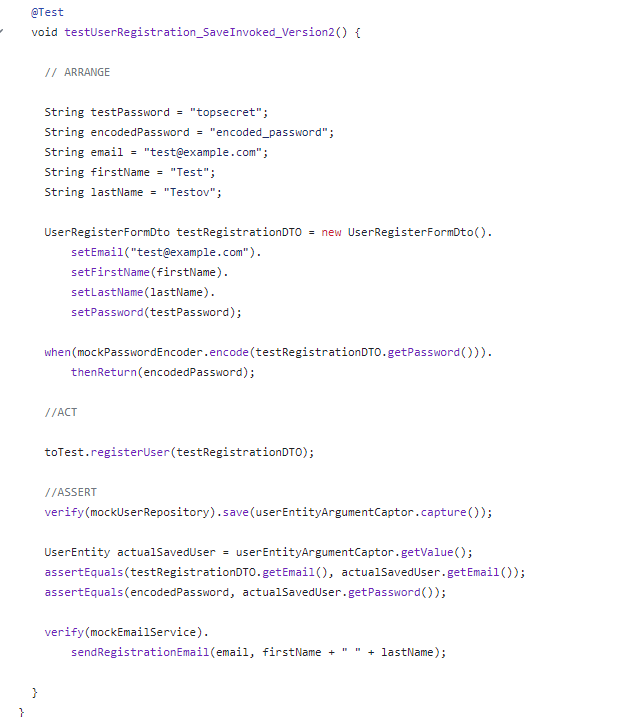 @Test
void testUserRegistration_SaveInvoked_Version2() {
// ARRANGE
String testPassword = "topsecret";
String encodedPassword = "encoded_password";
String email = "test@example.com";
String firstName = "Test";
String lastName = "Testov";
UserRegisterFormDto testRegistrationDTO = new UserRegisterFormDto().
setEmail("test@example.com").
setFirstName(firstName).
setLastName(lastName).
setPassword(testPassword);
when(mockPasswordEncoder.encode(testRegistrationDTO.getPassword())).
thenReturn(encodedPassword);
//ACT
toTest.registerUser(testRegistrationDTO);
//ASSERT
verify(mockUserRepository).save(userEntityArgumentCaptor.capture());
UserEntity actualSavedUser = userEntityArgumentCaptor.getValue();
assertEquals(testRegistrationDTO.getEmail(), actualSavedUser.getEmail());
assertEquals(encodedPassword, actualSavedUser.getPassword());
verify(mockEmailService).
sendRegistrationEmail(email, firstName + " " + lastName);
}
}